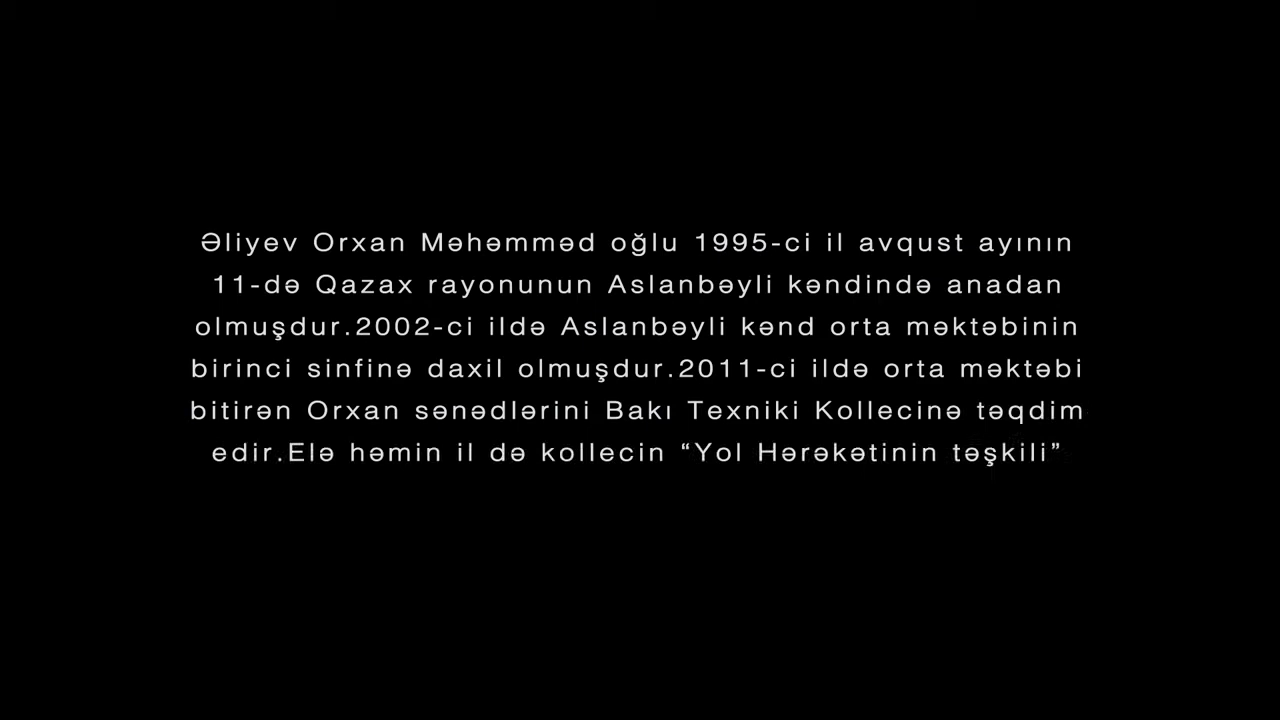 Əliyev Orxan Məhəmməd oğlu 1995-ci il avqust ayının
11-də Qazax rayonunun Aslanbəyli kəndində anadan
olmuşdur.2002-ci ildə Aslanbəyli kənd orta məktəbinin
birinci sinfinə daxil olmuşdur.2011-ci ildə orta məktəbi
bitirən Orxan sənədlərini Bakı Texniki Kollecinə təqdim
edir.Elə həmin il də kollecin “Yol Hərəkətinin təşkili”